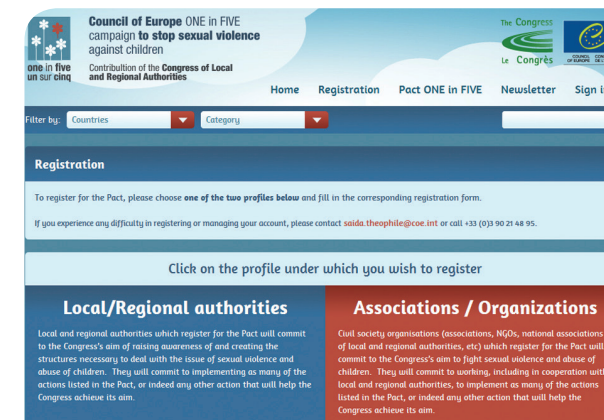 Council of Europe ONE in FIVE
campaign to stop sexual violence
against children
one in five
un sur cinq
Contribultion of the Congress of Local
and Regional Authorities
The Congress
Le Congrès
Home Registration Pact ONE in FIVE Newsletter Sign i
Filter by: Countries Category
Registration
To register for the Pact, please choose one of the two profiles below and fill in the corresponding registration form.
If you experience any difficulty in registering or managing your account, please contact saida.theophile@coe.int or call +33 (0)3 90 21 48 95.
Click on the profile under which you wish to register
Local/Regional authorities
Local and regional authorities which register for the Pact will commit
to the Congress's aim of raising awareness of and creating the
structures necessary to deal with the issue of sexual violence and
abuse of children. They will commit to implementing as many of the
actions listed in the Pact, or indeed any other action that will help the
Congress achieve its aim.
Associations / Organizations
Civil society organisations (associations, NGOs, national associations
of local and regional authorities, etc) which register for the Pact will
commit to the Congress's aim to fight sexual violence and abuse of
children. They will commit to working, including in cooperation with
local and regional authorities, to implement as many of the actions
listed in the Pact, or indeed any other action that will help the
Congress achieve its aim.